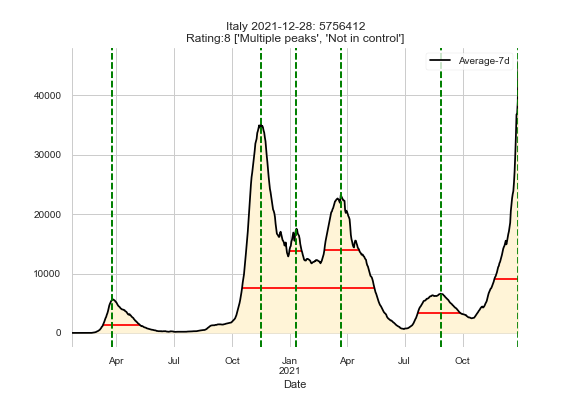 Italy 2021-12-28: 5756412
Rating:8 ['Multiple peaks', 'Not in control']
Average-7d
40000
30000
20000
10000
0
Apr Jul Oct Jan Apr Jul Oct
2021
Date